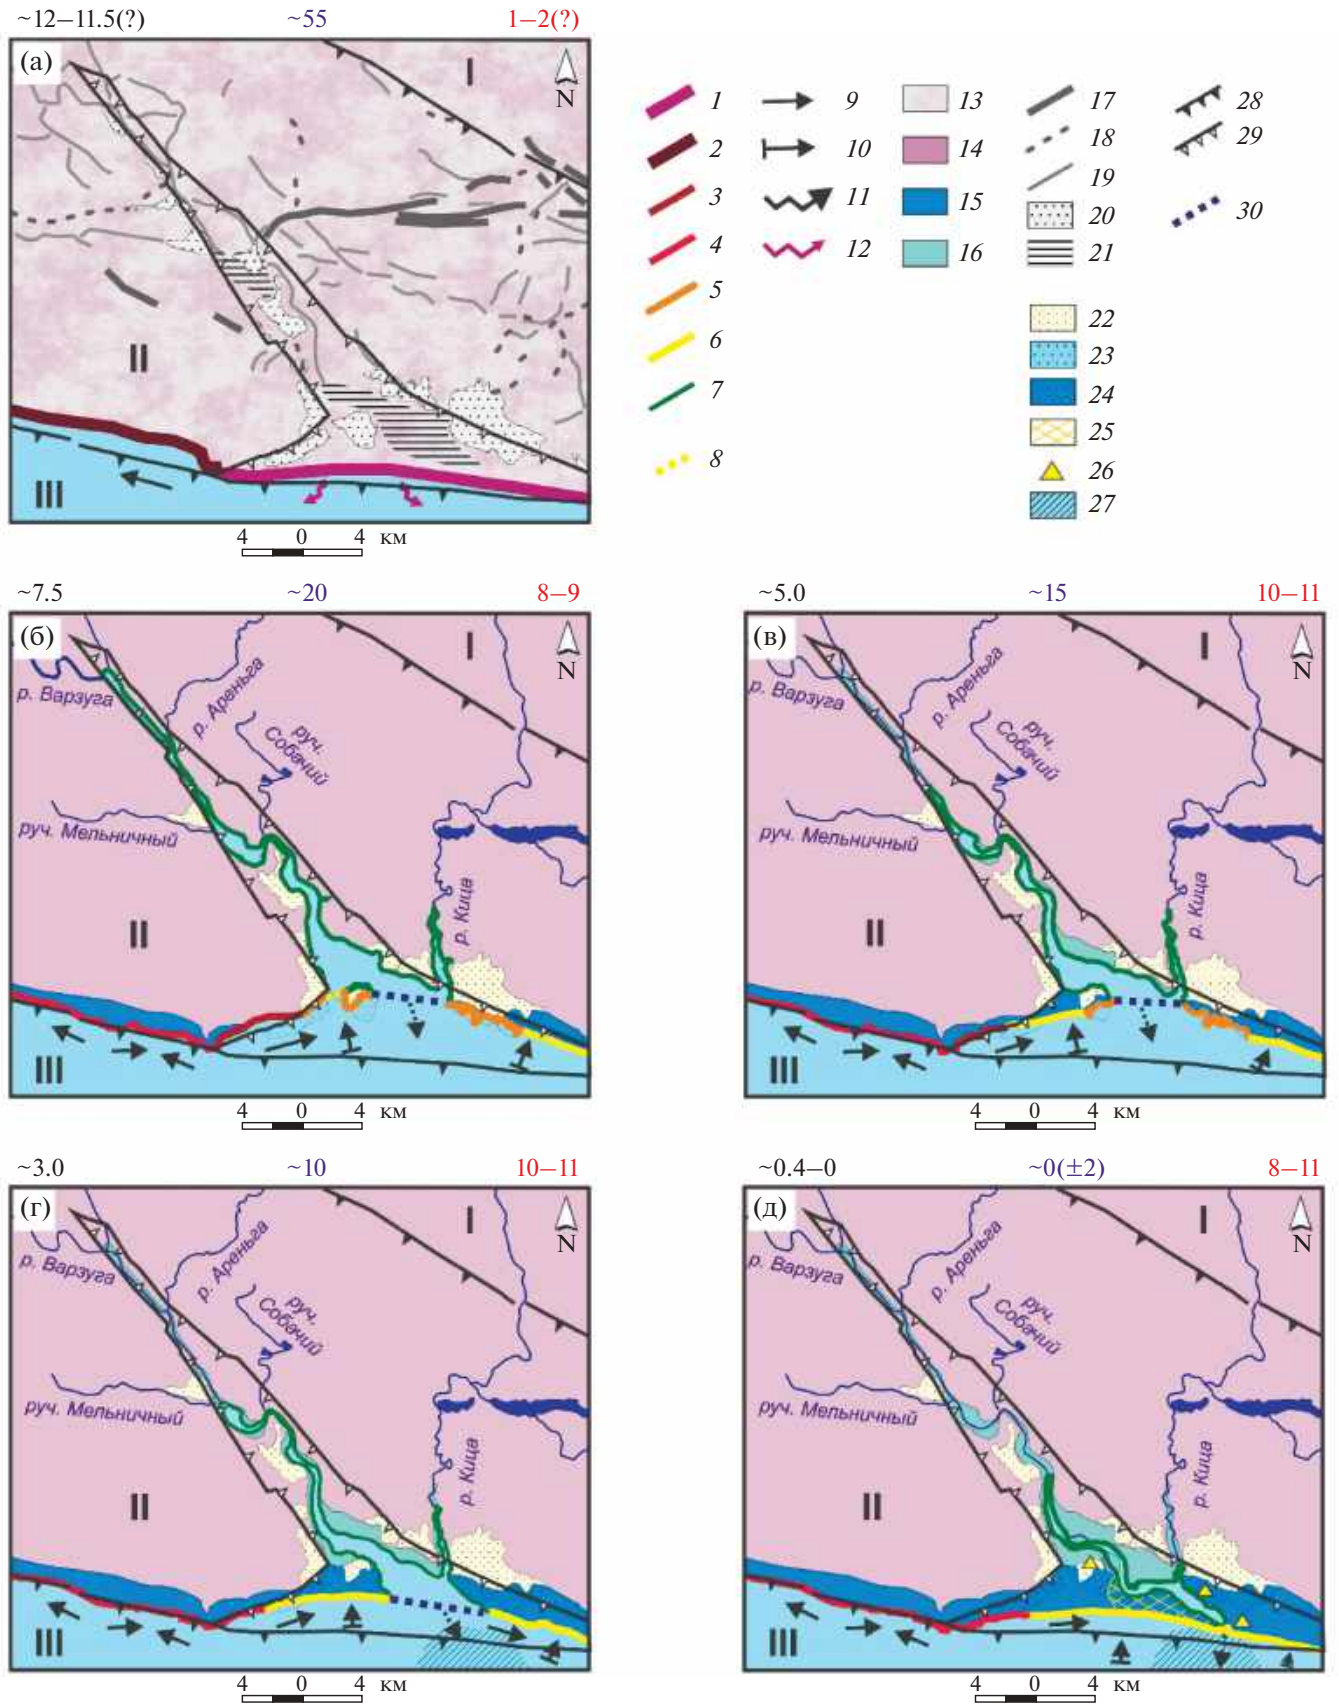 ~12–11.5(?) ~55 1–2(?)
(а)
I
N
II
III
4 0 4 км
1
2
3
4
5
6
7
8
9
10
11
12
13
14
15
16
17
18
19
20
21
22
23
24
25
26
27
28
29
30
~7.5 ~20 8–9
(б)
I
N
р. Варзуга
р. Ареньга
руч.
Собачий
руч. Мельничный
р. Кица
II
III
4 0 4 км
~5.0 ~15 10–11
(в)
I
N
р. Варзуга
р. Ареньга
руч.
Собачий
руч. Мельничный
р. Кица
II
III
4 0 4 км
~3.0 ~10 10–11
(г)
I
N
р. Варзуга
р. Ареньга
руч.
Собачий
руч. Мельничный
р. Кица
II
III
4 0 4 км
~0.4–0 ~0(±2) 8–11
(д)
I
N
р. Варзуга
р. Ареньга
руч.
Собачий
руч. Мельничный
р. Кица
II
III
4 0 4 км